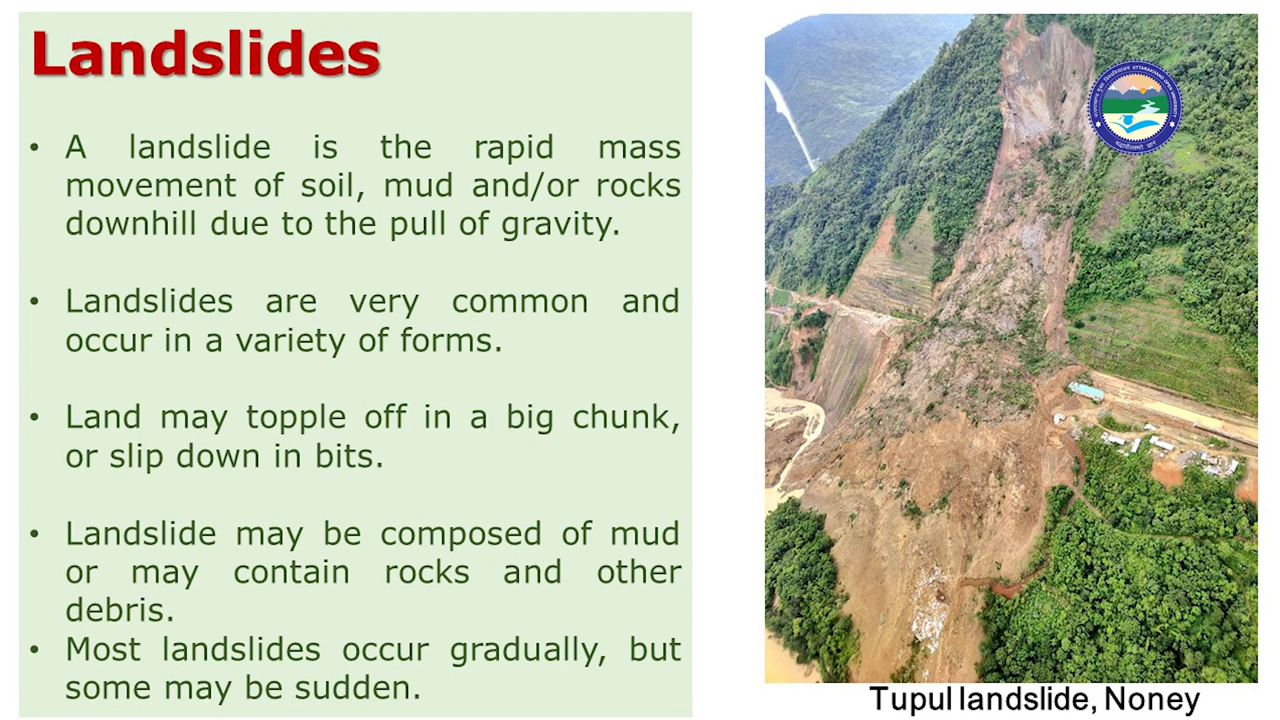 Landslides
• A landslide is the rapid mass
movement of soil, mud and/or rocks
downhill due to the pull of gravity.
• Landslides are very common and
occur in a variety of forms.
• Land may topple off in a big chunk,
or slip down in bits.
• Landslide may be composed of mud
or may contain rocks and other
debris.
• Most landslides occur gradually, but
some may be sudden.
UTTARAKHAND OPEN UNIVERSITY
Tupul landslide, Noney